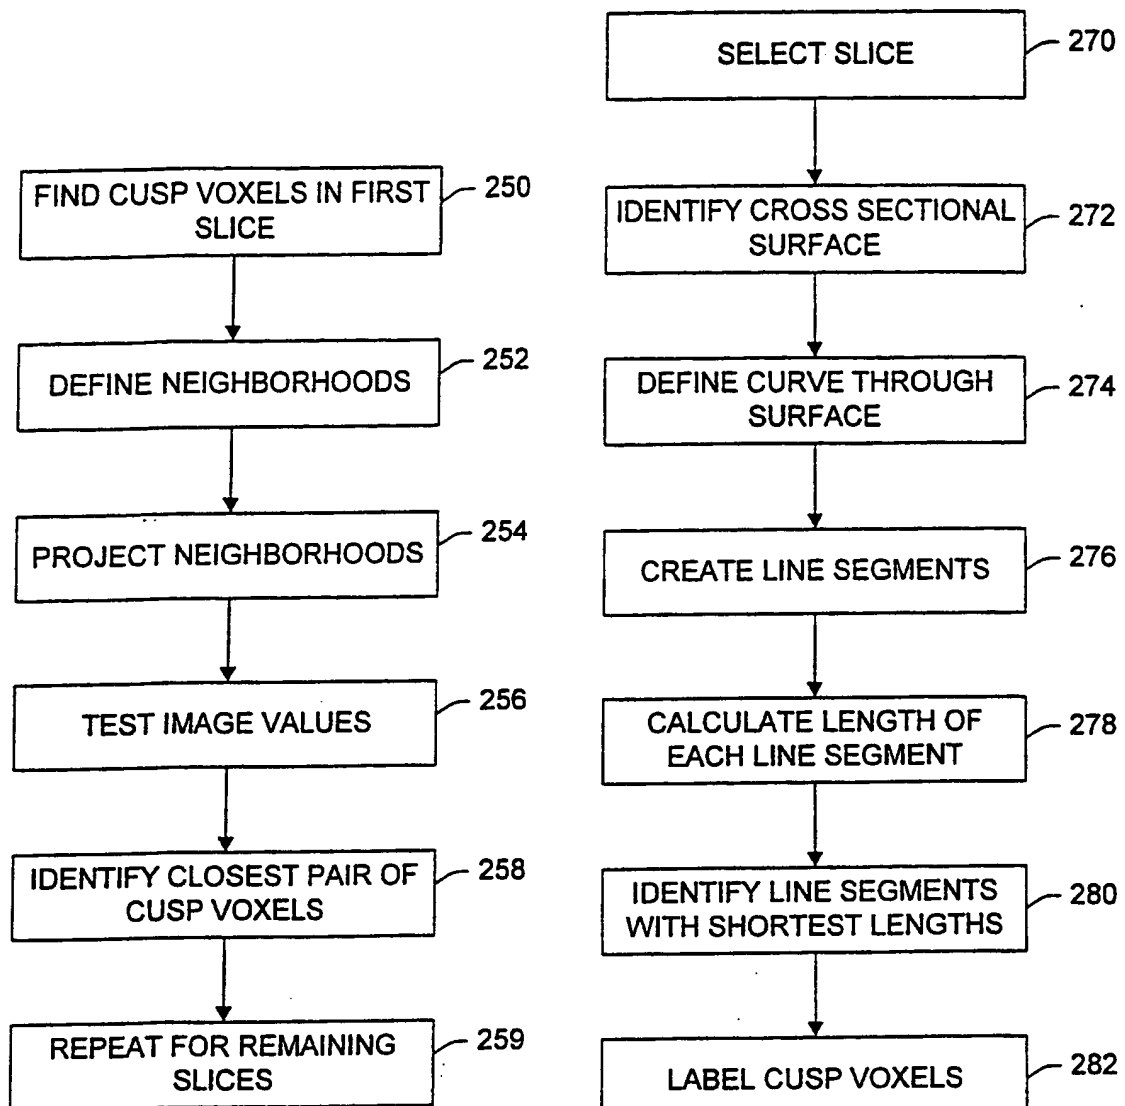 FIND CUSP VOXELS IN FIRST
SLICE
250
DEFINE NEIGHBORHOODS
252
PROJECT NEIGHBORHOODS
254
TEST IMAGE VALUES
256
IDENTIFY CLOSEST PAIR OF
CUSP VOXELS
258
REPEAT FOR REMAINING
SLICES
259
SELECT SLICE
270
IDENTIFY CROSS SECTIONAL
SURFACE
272
DEFINE CURVE THROUGH
SURFACE
274
CREATE LINE SEGMENTS
276
CALCULATE LENGTH OF
EACH LINE SEGMENT
278
IDENTIFY LINE SEGMENTS
WITH SHORTEST LENGTHS
280
LABEL CUSP VOXELS
282